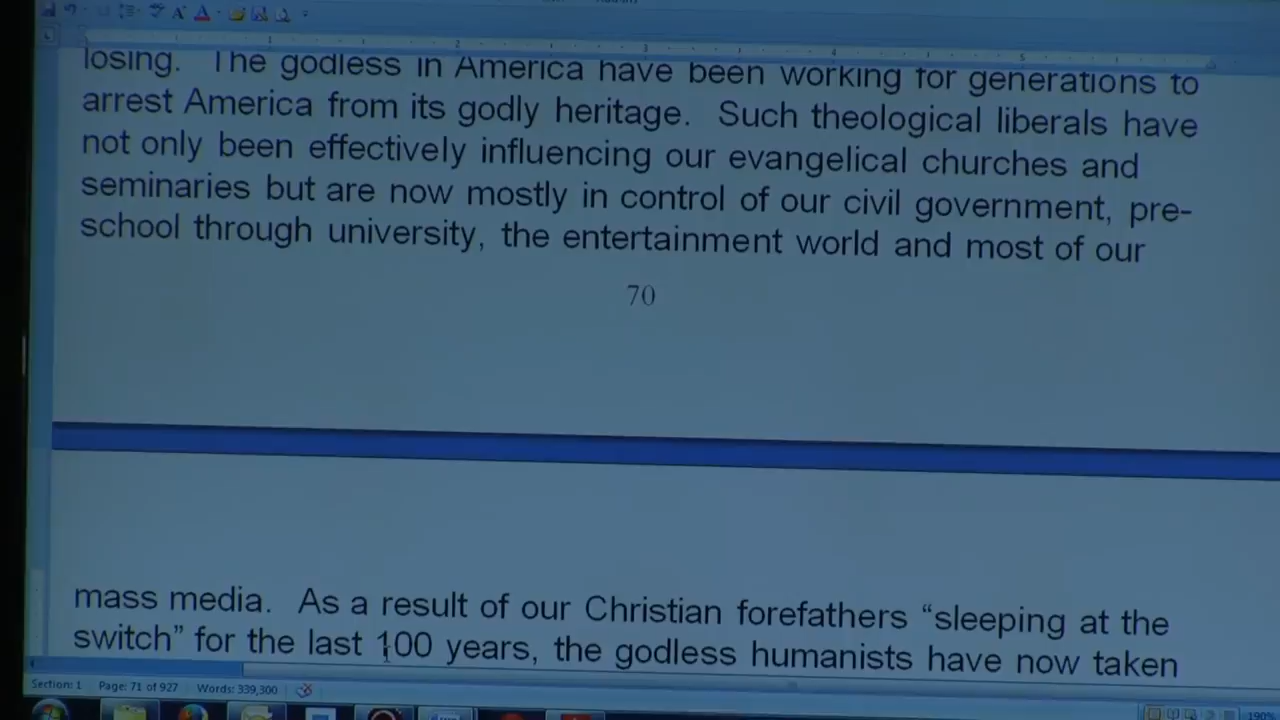 losing. The godless in America have been working for generations to
arrest America from its godly heritage. Such theological liberals have
not only been effectively influencing our evangelical churches and
seminaries but are now mostly in control of our civil government, pre-
school through university, the entertainment world and most of our
70
mass media. As a result of our Christian forefathers “sleeping at the
switch” for the last 100 years, the godless humanists have now taken
Section: 1 Page: 71 of 927 Words: 339,300 190%